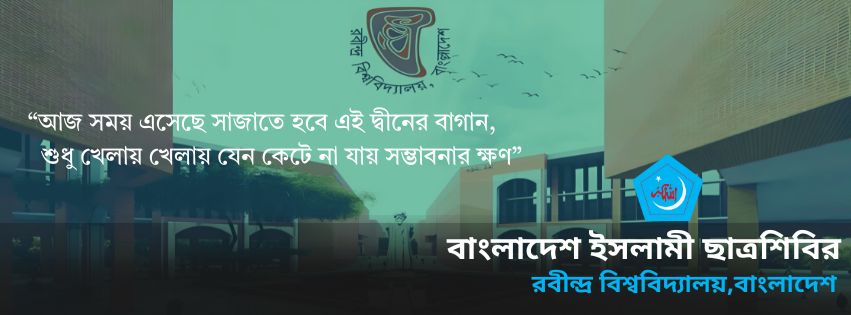 রবীন্দ্র বিশ্ববিদ্যালয়, বাংলাদেশ
“আজ সময় এসেছে সাজাতে হবে এই দ্বীনের বাগান,
শুধু খেলায় খেলায় যেন কেটে না যায় সম্ভাবনার ক্ষণ”
বাংলাদেশ ইসলামী ছাত্রশিবির
রবীন্দ্র বিশ্ববিদ্যালয়,বাংলাদেশ